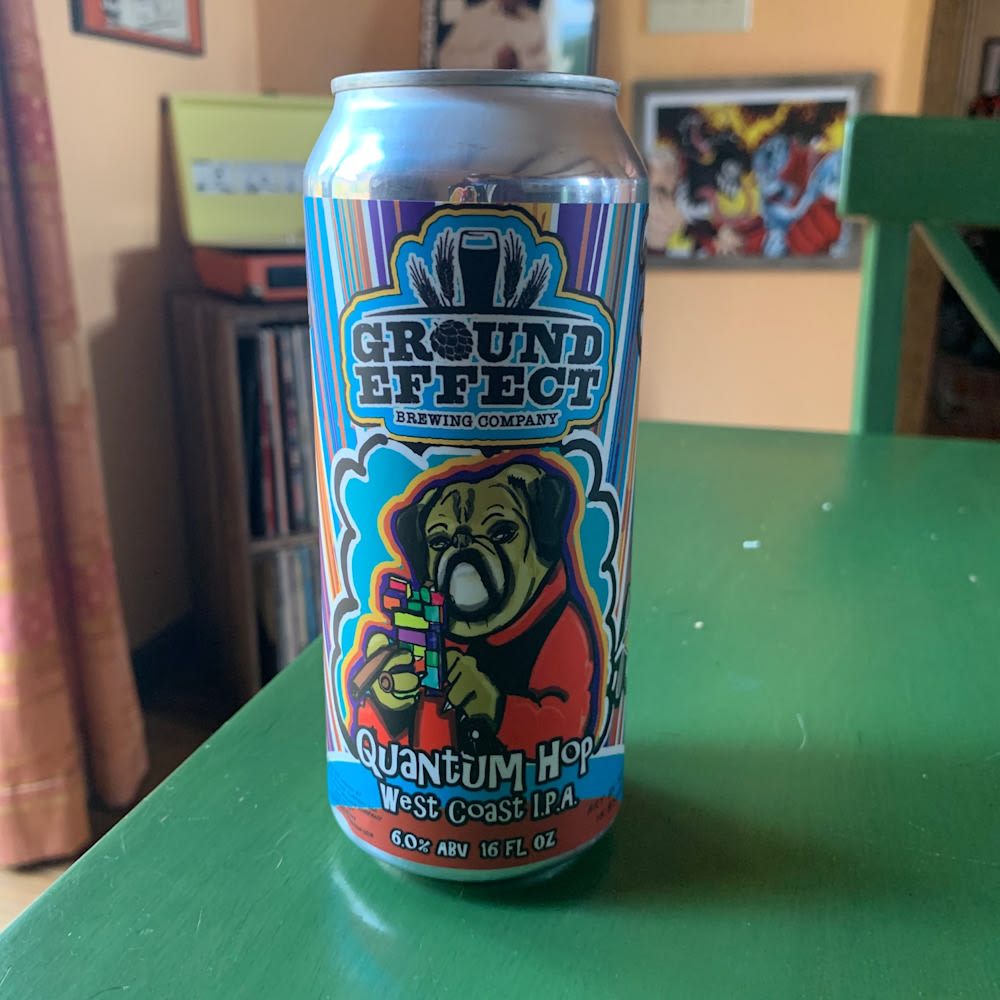 GROUND
EFFECT
BREWING COMPANY
QUANTUM HOP
WEST COAST I.P.A.
6.0% ABV 16 FL OZ